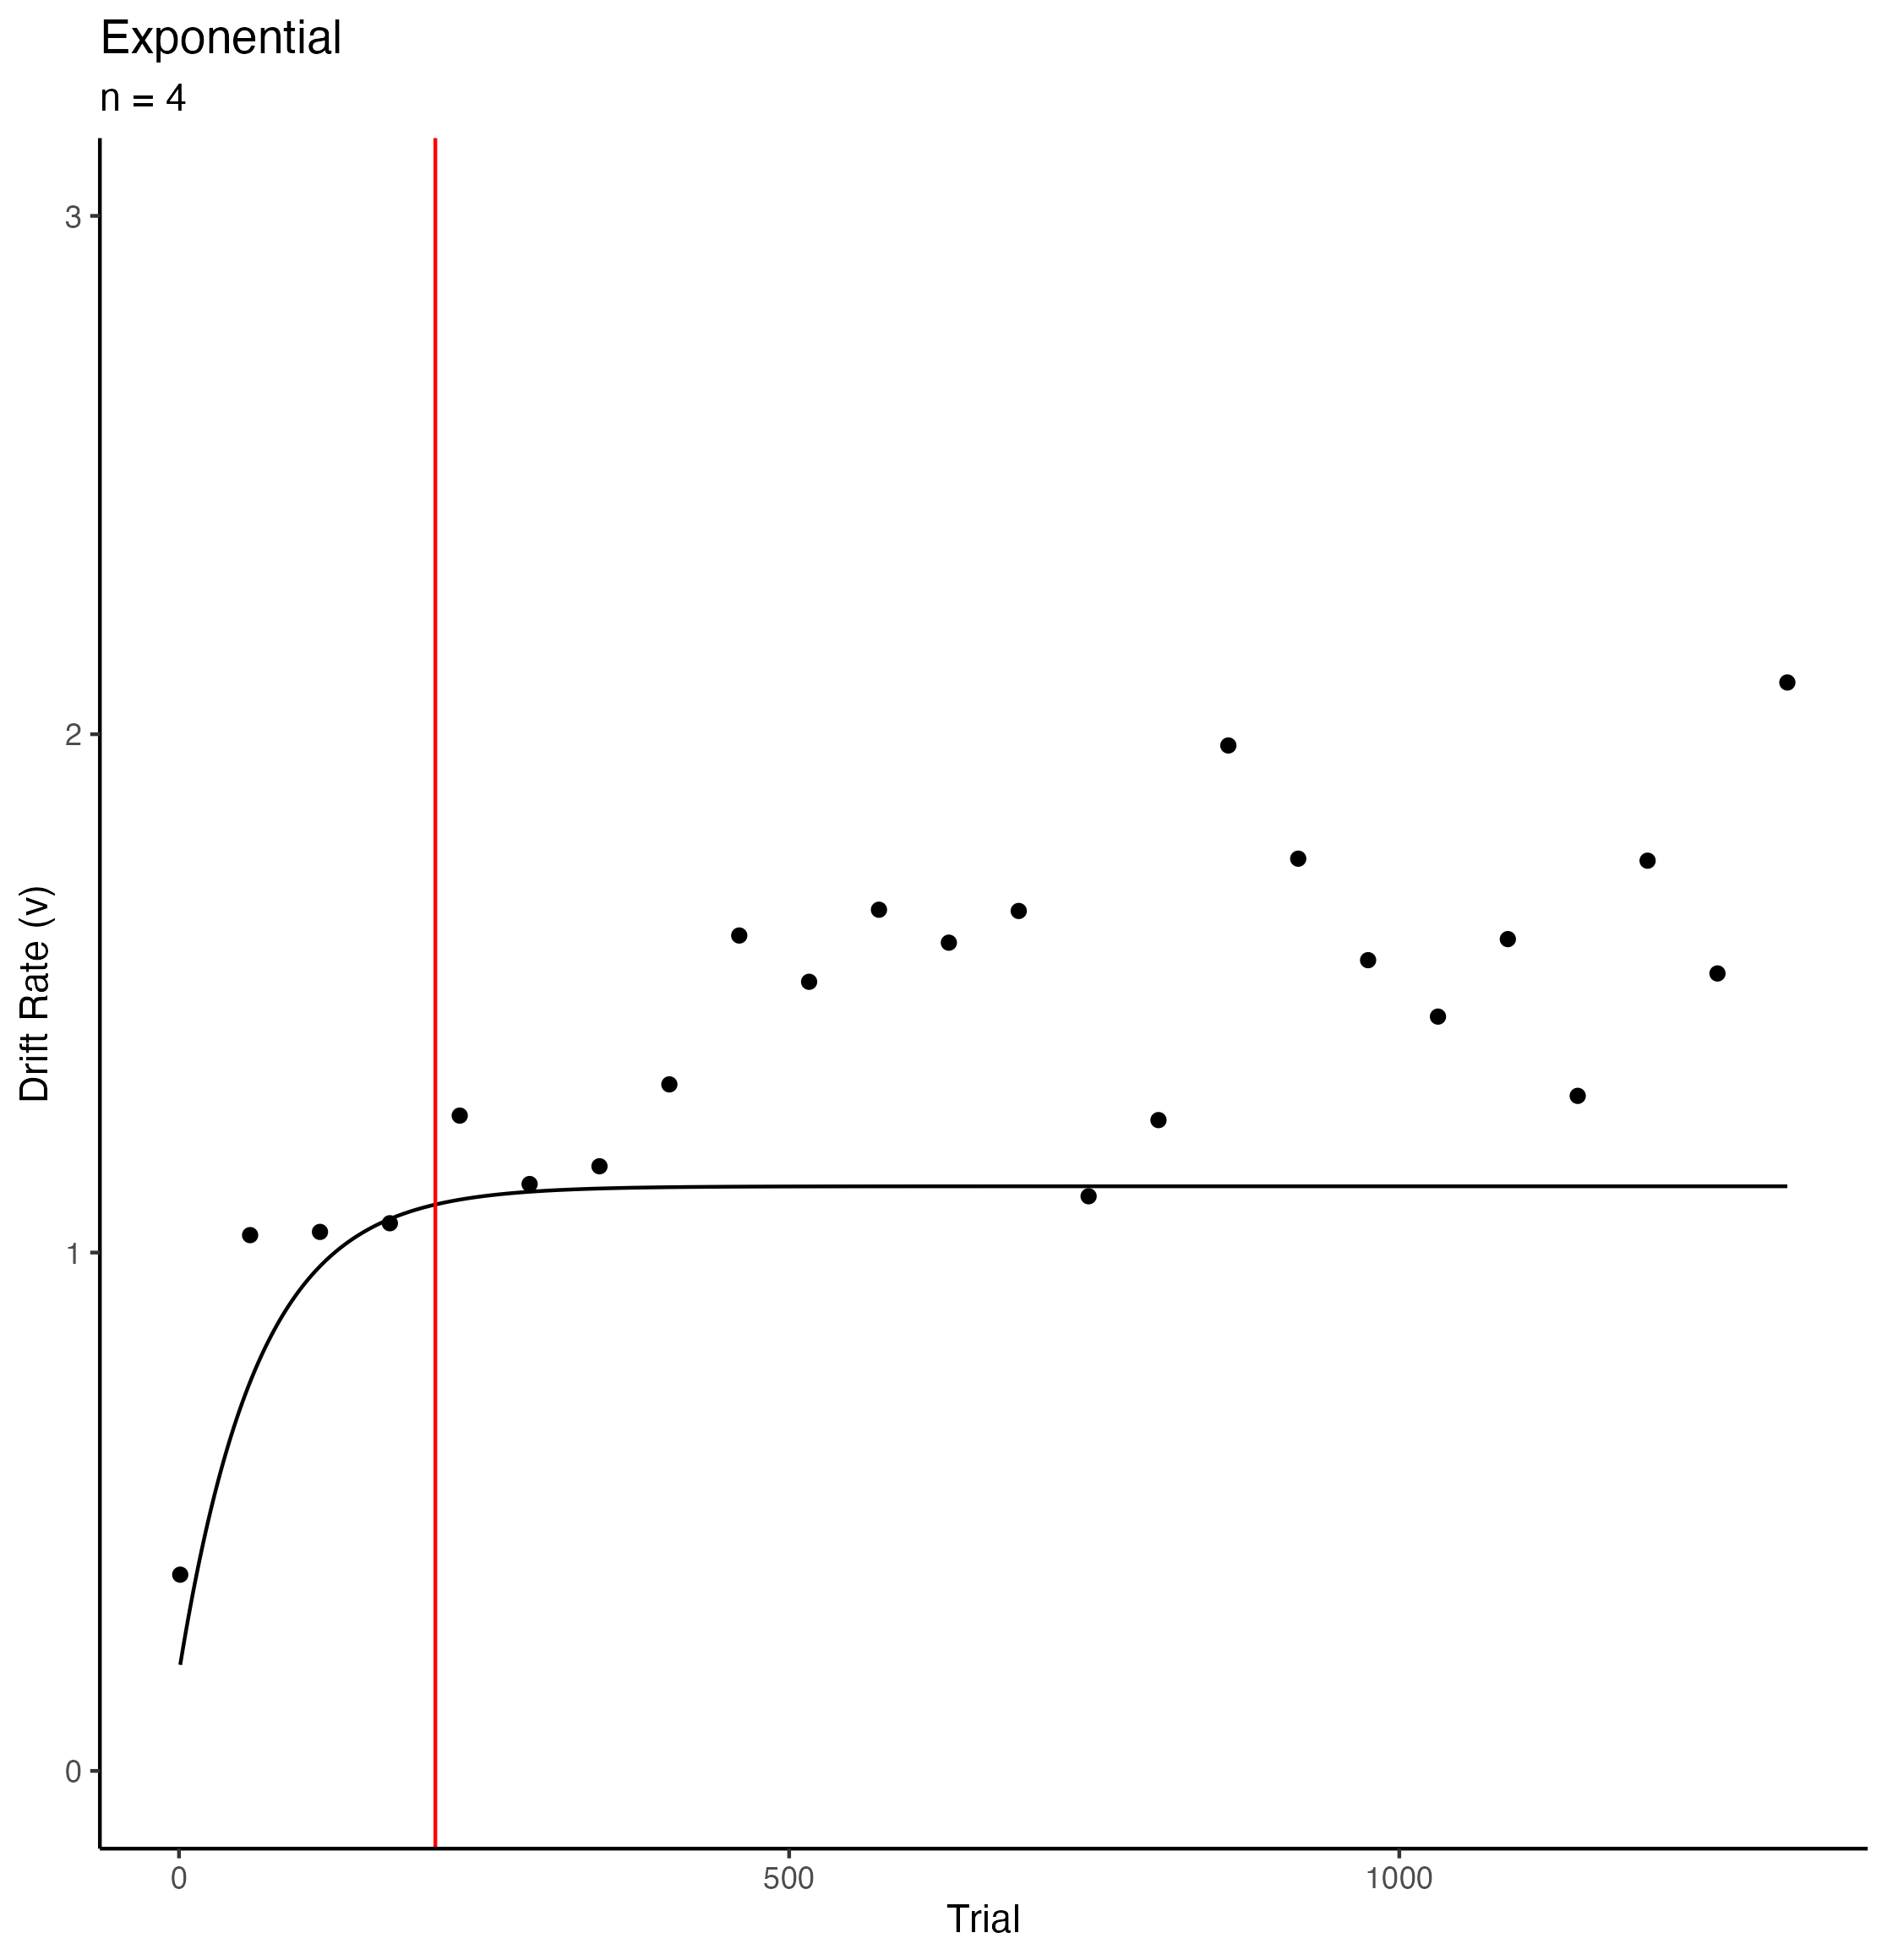 Exponential
n = 4
3
2
1
0
Drift Rate (v)
0 500 1000
Trial